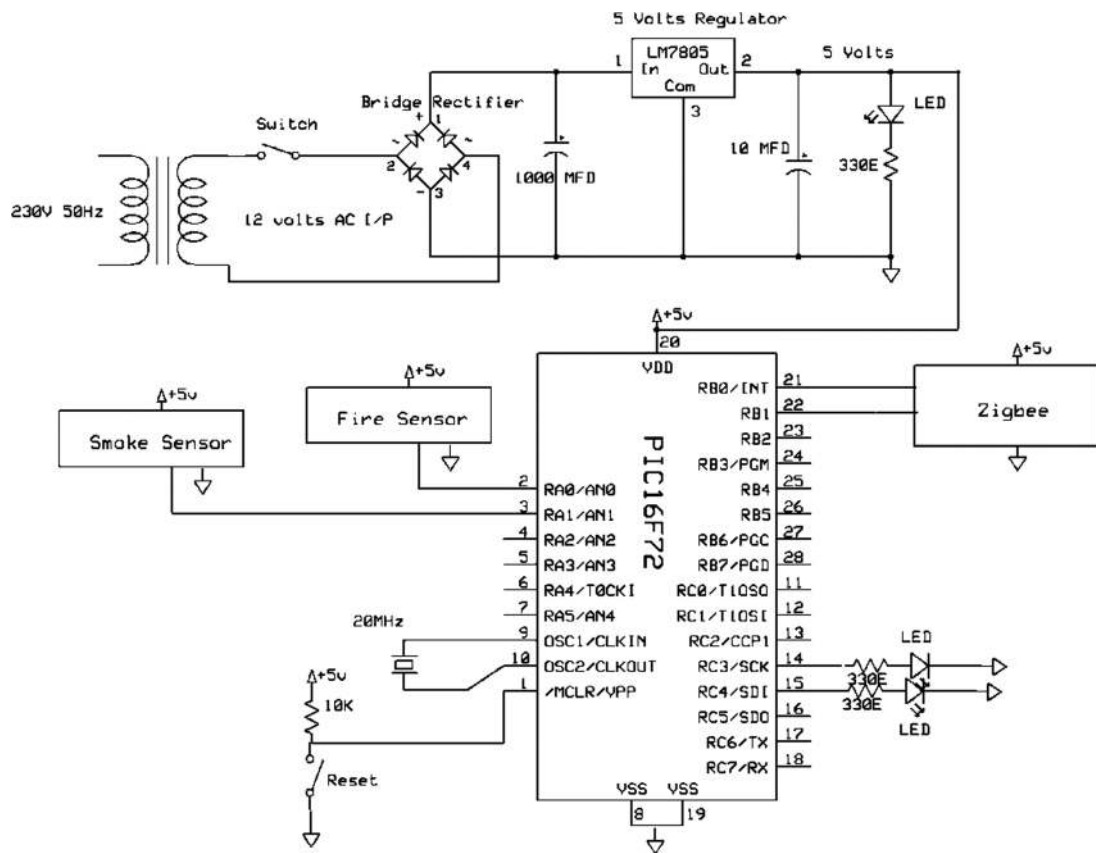 5 Volts Regulator
LM7805
1 In Out 2
Com
3
5 Volts
LED
330E
10 MFD
1000 MFD
Bridge Rectifier
+ 1
~ ~
2 4
- 3
Switch
230V 50Hz
12 volts AC I/P
+5v
20
VDD
PIC16F72
+5v
Smoke Sensor
+5v
Fire Sensor
+5v
Zigbee
2 RA0/AN0
3 RA1/AN1
4 RA2/AN2
5 RA3/AN3
6 RA4/T0CKI
7 RA5/AN4
9 OSC1/CLKIN
10 OSC2/CLKOUT
1 /MCLR/VPP
RB0/INT 21
RB1 22
RB2 23
RB3/PGM 24
RB4 25
RB5 26
RB6/PGC 27
RB7/PGD 28
RC0/T1OSO 11
RC1/T1OSI 12
RC2/CCP1 13
RC3/SCK 14
RC4/SDI 15
RC5/SDO 16
RC6/TX 17
RC7/RX 18
VSS VSS
8 19
20MHz
+5v
10K
Reset
LED
330E
330E
LED